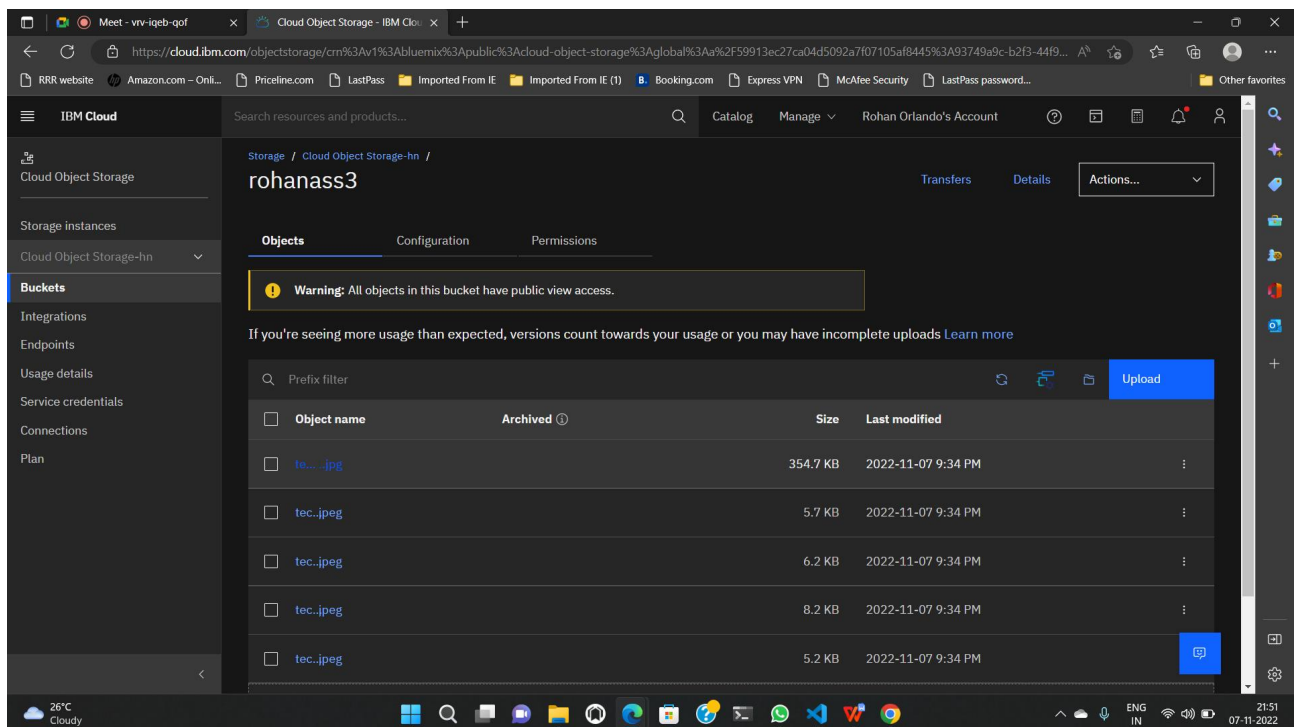 Meet - vrv-iqeb-qof
Cloud Object Storage - IBM Clou
https://cloud.ibm.com/objectstorage/crn%3Av1%3Abluemix%3Apublic%3Acloud-object-storage%3Aglobal%3Aa%2F59913ec27ca04d5092a7f07105af8445%3A93749a9c-b2f3-44f9...
RRR website Amazon.com – Onli... Priceline.com LastPass Imported From IE Imported From IE (1) B. Booking.com Express VPN McAfee Security LastPass password... Other favorites
IBM Cloud Search resources and products... Catalog Manage Rohan Orlando's Account
Storage / Cloud Object Storage-hn /
Cloud Object Storage
rohanass3
Transfers Details Actions...
Storage instances
Cloud Object Storage-hn
Buckets
Integrations
Endpoints
Usage details
Service credentials
Connections
Plan
Objects Configuration Permissions
Warning: All objects in this bucket have public view access.
If you're seeing more usage than expected, versions count towards your usage or you may have incomplete uploads Learn more
Prefix filter Upload
Object name Archived Size Last modified
te... ...jpg 354.7 KB 2022-11-07 9:34 PM
tec..jpeg 5.7 KB 2022-11-07 9:34 PM
tec..jpeg 6.2 KB 2022-11-07 9:34 PM
tec..jpeg 8.2 KB 2022-11-07 9:34 PM
tec..jpeg 5.2 KB 2022-11-07 9:34 PM
26°C
Cloudy
ENG
IN
21:51
07-11-2022